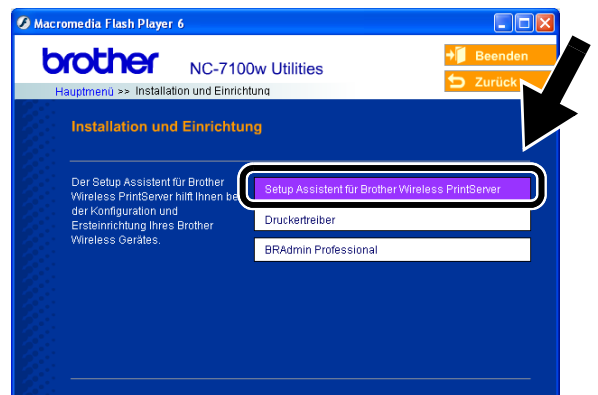 Macromedia Flash Player 6
brother
NC-7100w Utilities
Beenden
Zurück
Hauptmenü >> Installation und Einrichtung
Installation und Einrichtung
Der Setup Assistent für Brother
Wireless PrintServer hilft Ihnen bei
der Konfiguration und
Ersteinrichtung Ihres Brother
Wireless Gerätes.
Setup Assistent für Brother Wireless PrintServer
Druckertreiber
BRAdmin Professional